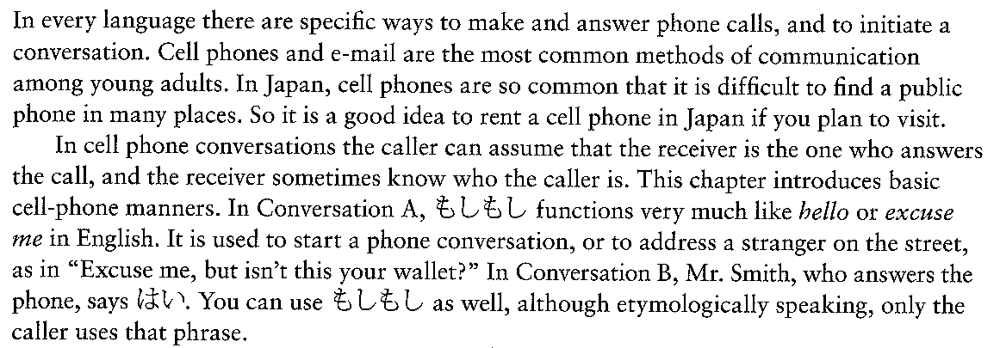 In every language there are specific ways to make and answer phone calls, and to initiate a
conversation. Cell phones and e-mail are the most common methods of communication
among young adults. In Japan, cell phones are so common that it is difficult to find a public
phone in many places. So it is a good idea to rent a cell phone in Japan if you plan to visit.
In cell phone conversations the caller can assume that the receiver is the one who answers
the call, and the receiver sometimes know who the caller is. This chapter introduces basic
cell-phone manners. In Conversation A, もしもし functions very much like hello or excuse
me in English. It is used to start a phone conversation, or to address a stranger on the street,
as in “Excuse me, but isn’t this your wallet?” In Conversation B, Mr. Smith, who answers the
phone, says はい. You can use もしもし as well, although etymologically speaking, only the
caller uses that phrase.